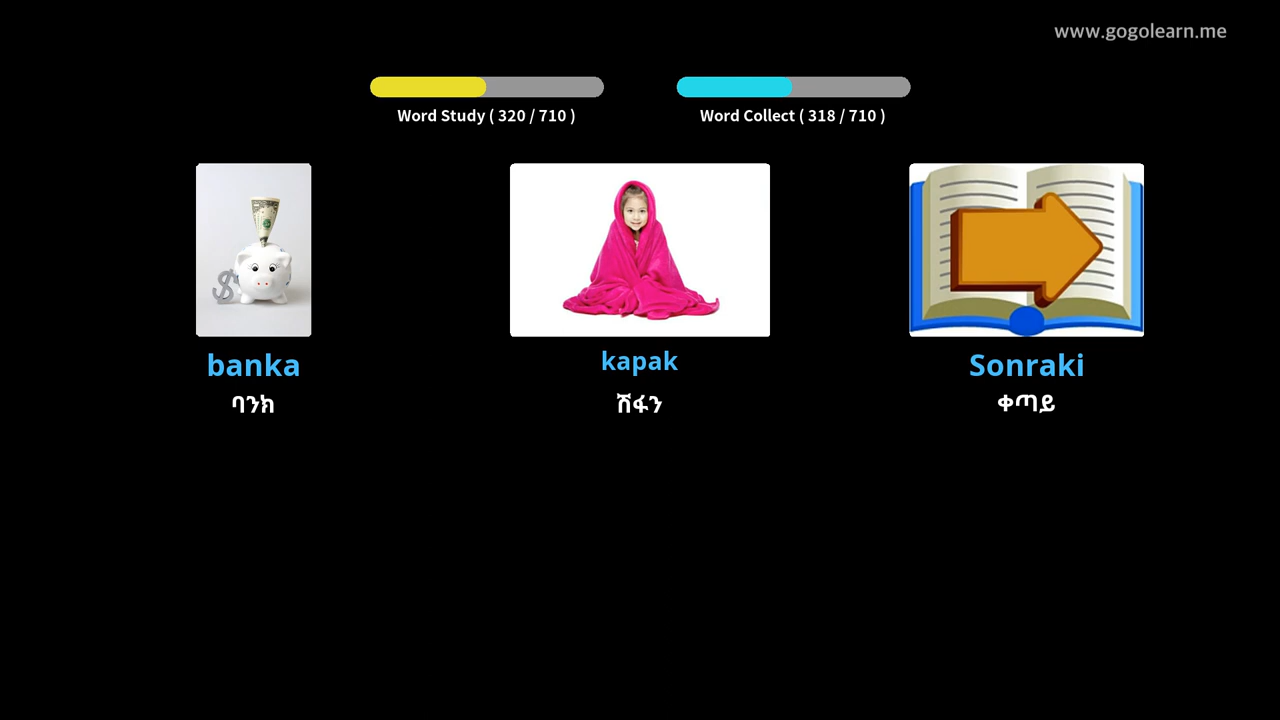 www.gogolearn.me
Word Study ( 320 / 710 )
Word Collect ( 318 / 710 )
banka
kapak
Sonraki
ባንክ
ሽፋን
ቀጣይ